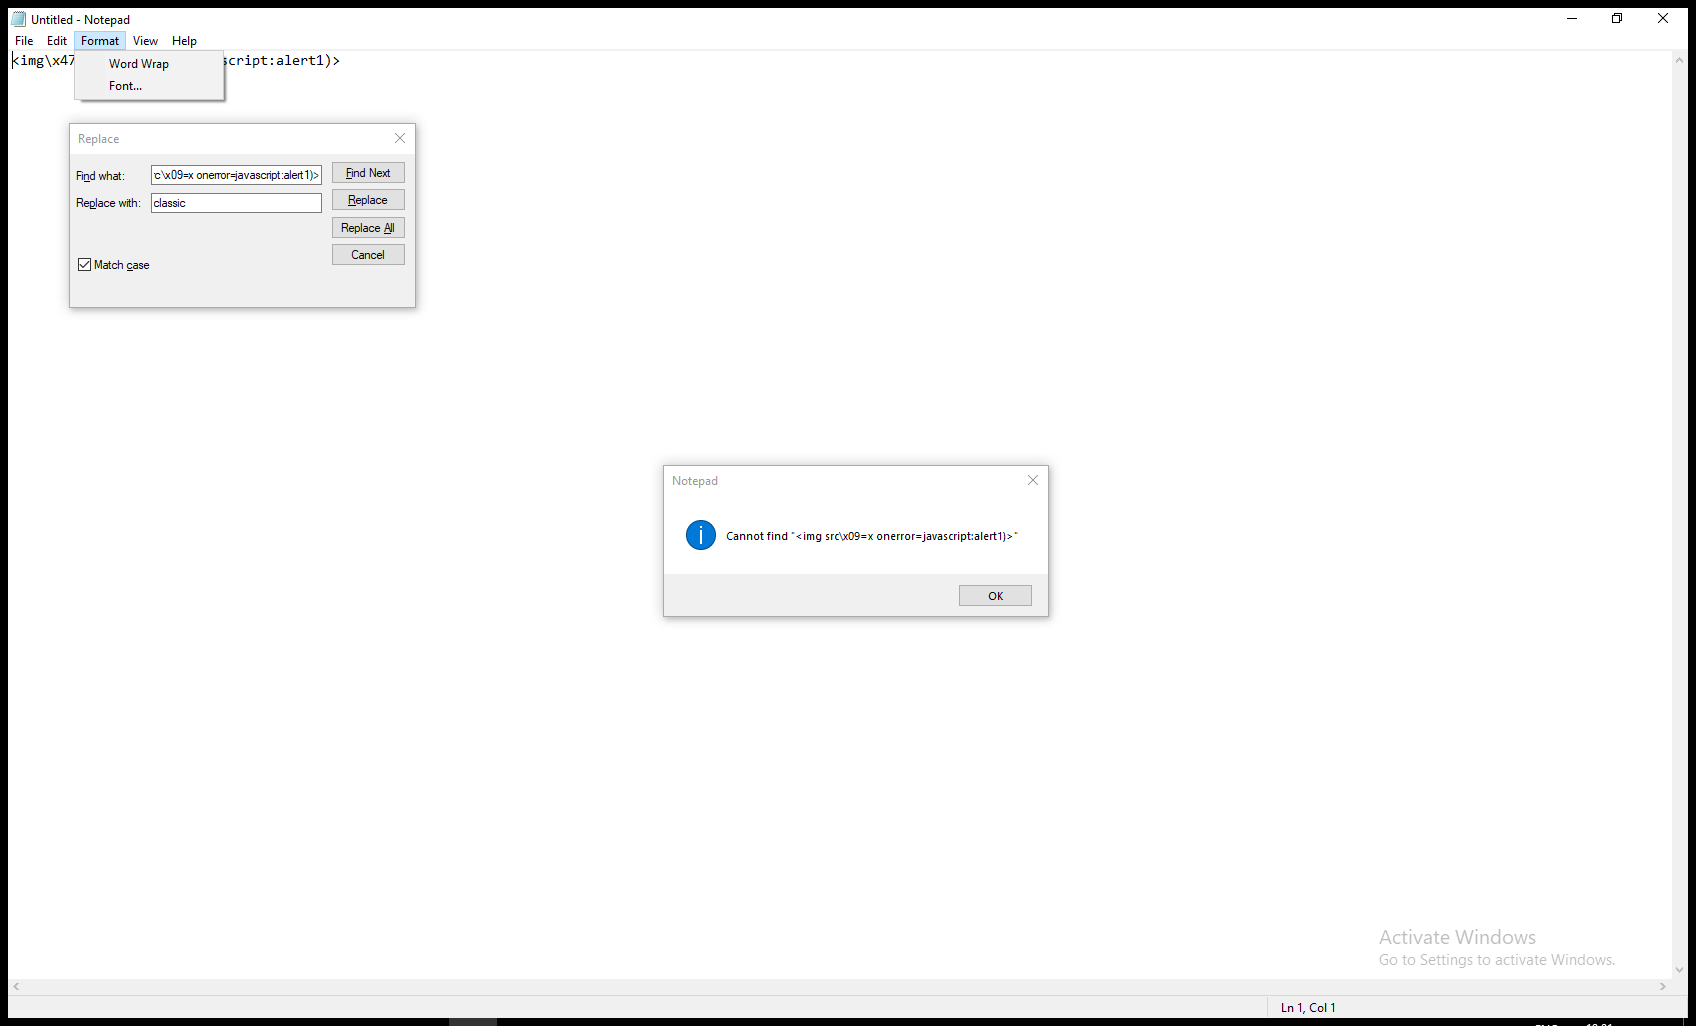 Untitled - Notepad
File Edit Format View Help
<img\x47
cript:alert1)>
Word Wrap
Font...
Replace
Find what:
c\x09=x onerror=javascript:alert1)>
Find Next
Replace with:
classic
Replace
Replace All
Cancel
Match case
Notepad
Cannot find "<img src\x09=x onerror=javascript:alert1)>"
OK
Activate Windows
Go to Settings to activate Windows.
Ln 1, Col 1